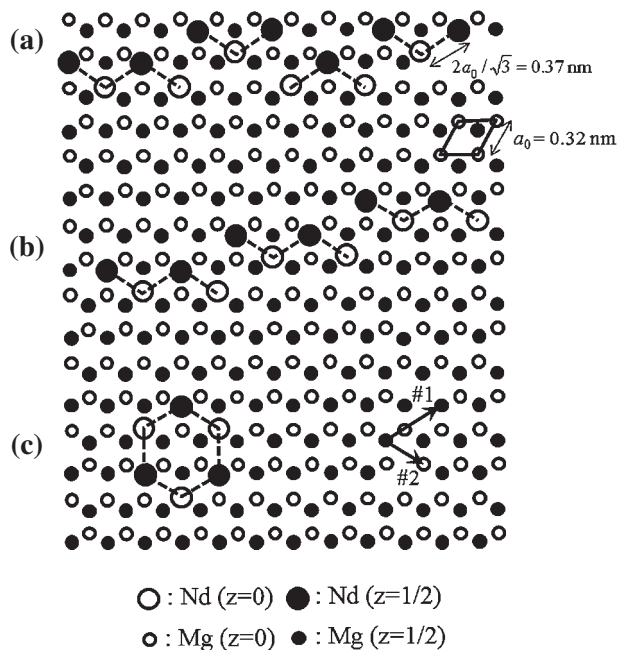 (a)
2a₀/√3 = 0.37 nm
a₀ = 0.32 nm
(b)
#1
(c)
#2
: Nd (z=0) : Nd (z=1/2)
: Mg (z=0) : Mg (z=1/2)